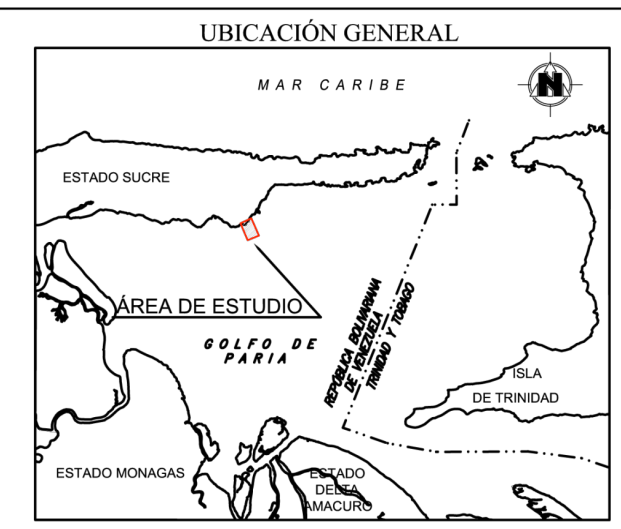 UBICACIÓN GENERAL
MAR CARIBE
N
ESTADO SUCRE
ÁREA DE ESTUDIO
GOLFO DE
PARIA
REPÚBLICA BOLIVARIANA
DE VENEZUELA
TRINIDAD Y TOBAGO
ISLA
DE TRINIDAD
ESTADO MONAGAS
ESTADO
DELTA
AMACURO